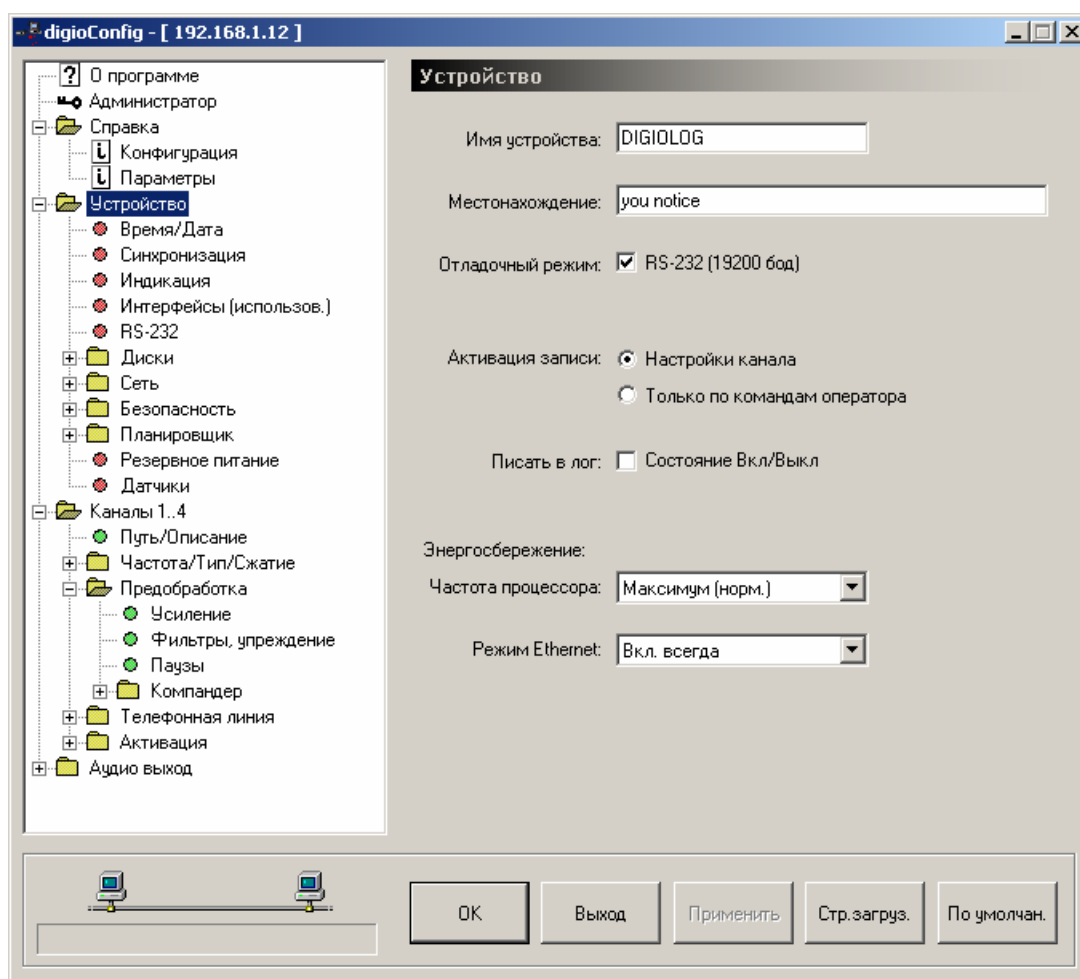 digioConfig - [ 192.168.1.12 ]
? О программе
Администратор
Справка
i Конфигурация
i Параметры
Устройство
Время/Дата
Синхронизация
Индикация
Интерфейсы (использов.)
RS-232
Диски
Сеть
Безопасность
Планировщик
Резервное питание
Датчики
Каналы 1..4
Путь/Описание
Частота/Тип/Сжатие
Предобработка
Усиление
Фильтры, упреждение
Паузы
Компандер
Телефонная линия
Активация
Аудио выход
Устройство
Имя устройства: DIGIOLOG
Местонахождение: you notice
Отладочный режим: RS-232 (19200 бод)
Активация записи: Настройки канала
Только по командам оператора
Писать в лог: Состояние Вкл/Выкл
Энергосбережение:
Частота процессора: Максимум (норм.)
Режим Ethernet: Вкл. всегда
OK Выход Применить Стр.загруз. По умолчан.